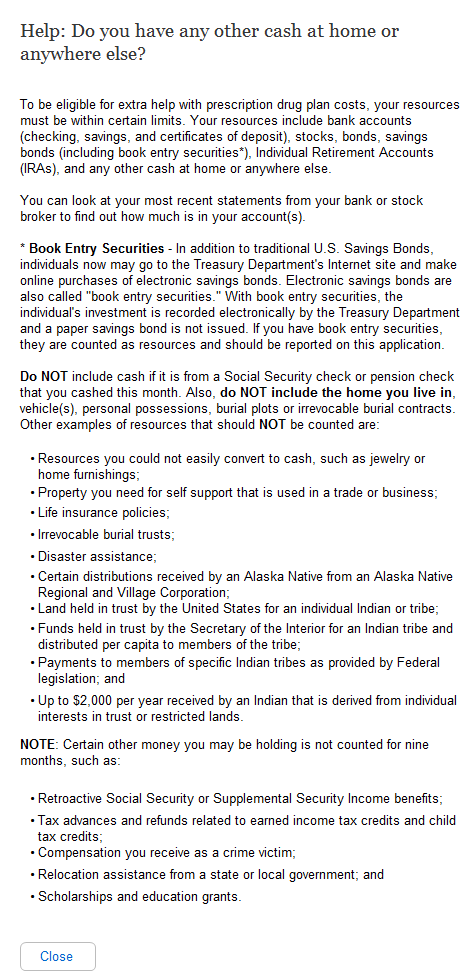 Help: Do you have any other cash at home or
anywhere else?
To be eligible for extra help with prescription drug plan costs, your resources
must be within certain limits. Your resources include bank accounts
(checking, savings, and certificates of deposit), stocks, bonds, savings
bonds (including book entry securities*), Individual Retirement Accounts
(IRAs), and any other cash at home or anywhere else.
You can look at your most recent statements from your bank or stock
broker to find out how much is in your account(s).
* Book Entry Securities - In addition to traditional U.S. Savings Bonds,
individuals now may go to the Treasury Department's Internet site and make
online purchases of electronic savings bonds. Electronic savings bonds are
also called "book entry securities." With book entry securities, the
individual's investment is recorded electronically by the Treasury Department
and a paper savings bond is not issued. If you have book entry securities,
they are counted as resources and should be reported on this application.
Do NOT include cash if it is from a Social Security check or pension check
that you cashed this month. Also, do NOT include the home you live in,
vehicle(s), personal possessions, burial plots or irrevocable burial contracts.
Other examples of resources that should NOT be counted are:
• Resources you could not easily convert to cash, such as jewelry or
home furnishings;
• Property you need for self support that is used in a trade or business;
• Life insurance policies;
• Irrevocable burial trusts;
• Disaster assistance;
• Certain distributions received by an Alaska Native from an Alaska Native
Regional and Village Corporation;
• Land held in trust by the United States for an individual Indian or tribe;
• Funds held in trust by the Secretary of the Interior for an Indian tribe and
distributed per capita to members of the tribe;
• Payments to members of specific Indian tribes as provided by Federal
legislation; and
• Up to $2,000 per year received by an Indian that is derived from individual
interests in trust or restricted lands.
NOTE: Certain other money you may be holding is not counted for nine
months, such as:
• Retroactive Social Security or Supplemental Security Income benefits;
• Tax advances and refunds related to earned income tax credits and child
tax credits;
• Compensation you receive as a crime victim;
• Relocation assistance from a state or local government; and
• Scholarships and education grants.
Close